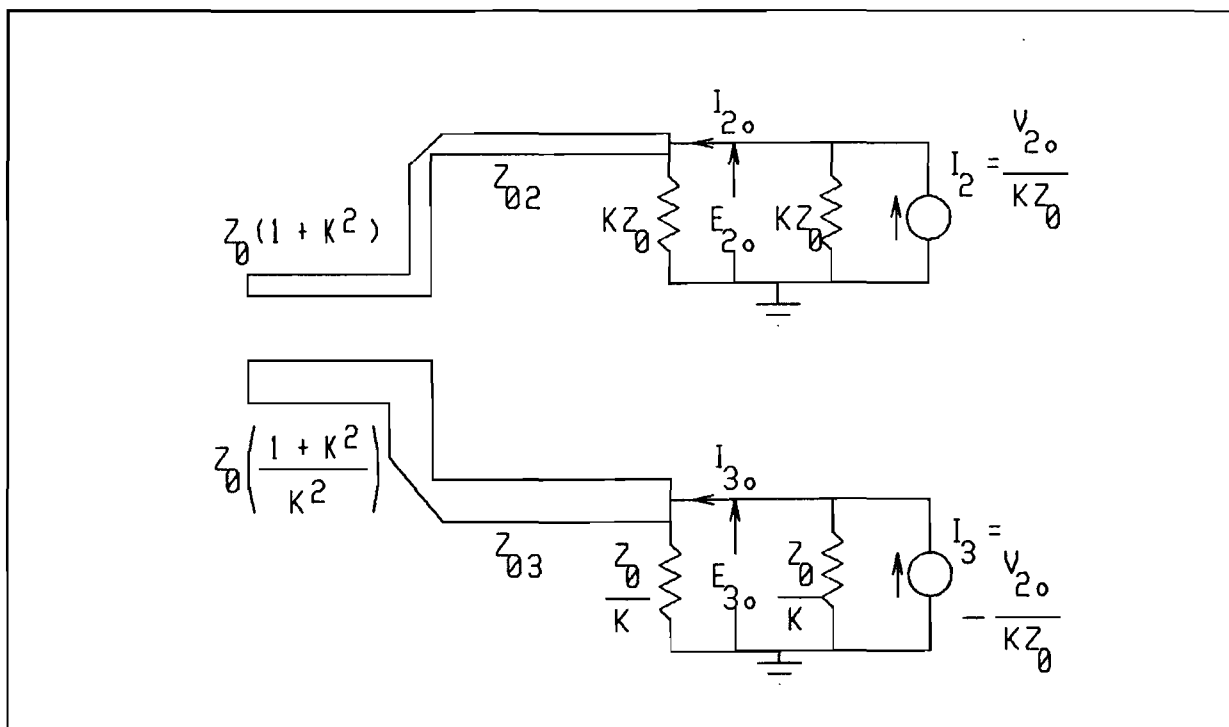 I₂ₒ
I₂ = V₂ₒ / KZ₀
Z₀₂
Z₀ (1 + K²)
KZ₀
E₂ₒ
KZ₀
Z₀ ( (1 + K²) / K² )
I₃ₒ
Z₀₃
Z₀ / K
E₃ₒ
Z₀ / K
I₃ = − V₂ₒ / KZ₀